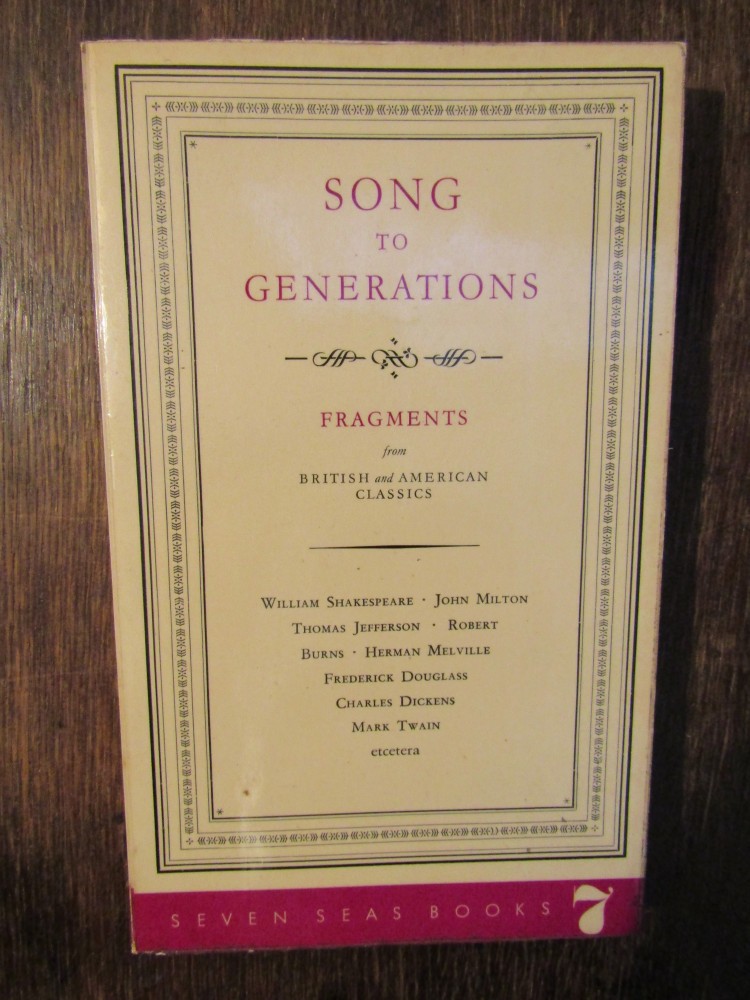 SONG
TO
GENERATIONS
FRAGMENTS
from
BRITISH and AMERICAN
CLASSICS
WILLIAM SHAKESPEARE · JOHN MILTON
THOMAS JEFFERSON · ROBERT
BURNS · HERMAN MELVILLE
FREDERICK DOUGLASS
CHARLES DICKENS
MARK TWAIN
etcetera
SEVEN SEAS BOOKS 7